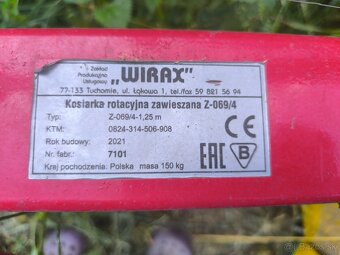 Zakład
Produkcyjno
Usługowy
"WIRAX"
77-133 Tuchomie, ul. Łąkowa 1, tel./fax 59 821 56 94
Kosiarka rotacyjna zawieszana Z-069/4
Typ: Z-069/4-1,25 m
KTM: 0824-314-506-908
Rok budowy: 2021
Nr. fabr.: 7101
Kraj pochodzenia: Polska masa 150 kg
CE
EAC
B